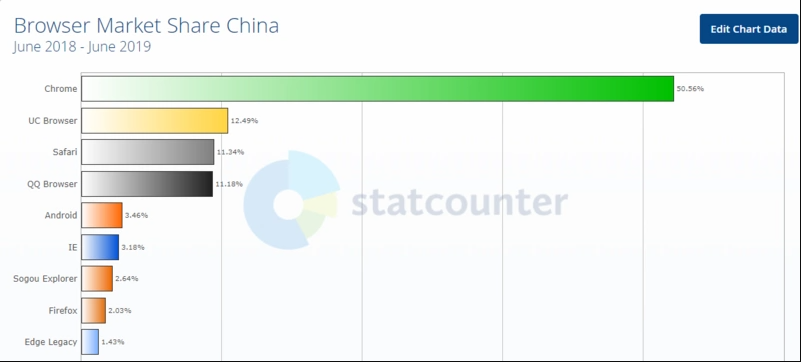 Browser Market Share China
June 2018 - June 2019
Edit Chart Data
Chrome 50.56%
UC Browser 12.49%
Safari 11.34%
QQ Browser 11.18%
Android 3.46%
IE 3.18%
Sogou Explorer 2.64%
Firefox 2.03%
Edge Legacy 1.43%
statcounter